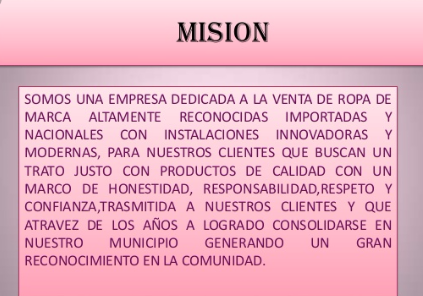 MISION
SOMOS UNA EMPRESA DEDICADA A LA VENTA DE ROPA DE
MARCA ALTAMENTE RECONOCIDAS IMPORTADAS Y
NACIONALES CON INSTALACIONES INNOVADORAS Y
MODERNAS, PARA NUESTROS CLIENTES QUE BUSCAN UN
TRATO JUSTO CON PRODUCTOS DE CALIDAD CON UN
MARCO DE HONESTIDAD, RESPONSABILIDAD,RESPETO Y
CONFIANZA,TRASMITIDA A NUESTROS CLIENTES Y QUE
ATRAVEZ DE LOS AÑOS A LOGRADO CONSOLIDARSE EN
NUESTRO MUNICIPIO GENERANDO UN GRAN
RECONOCIMIENTO EN LA COMUNIDAD.